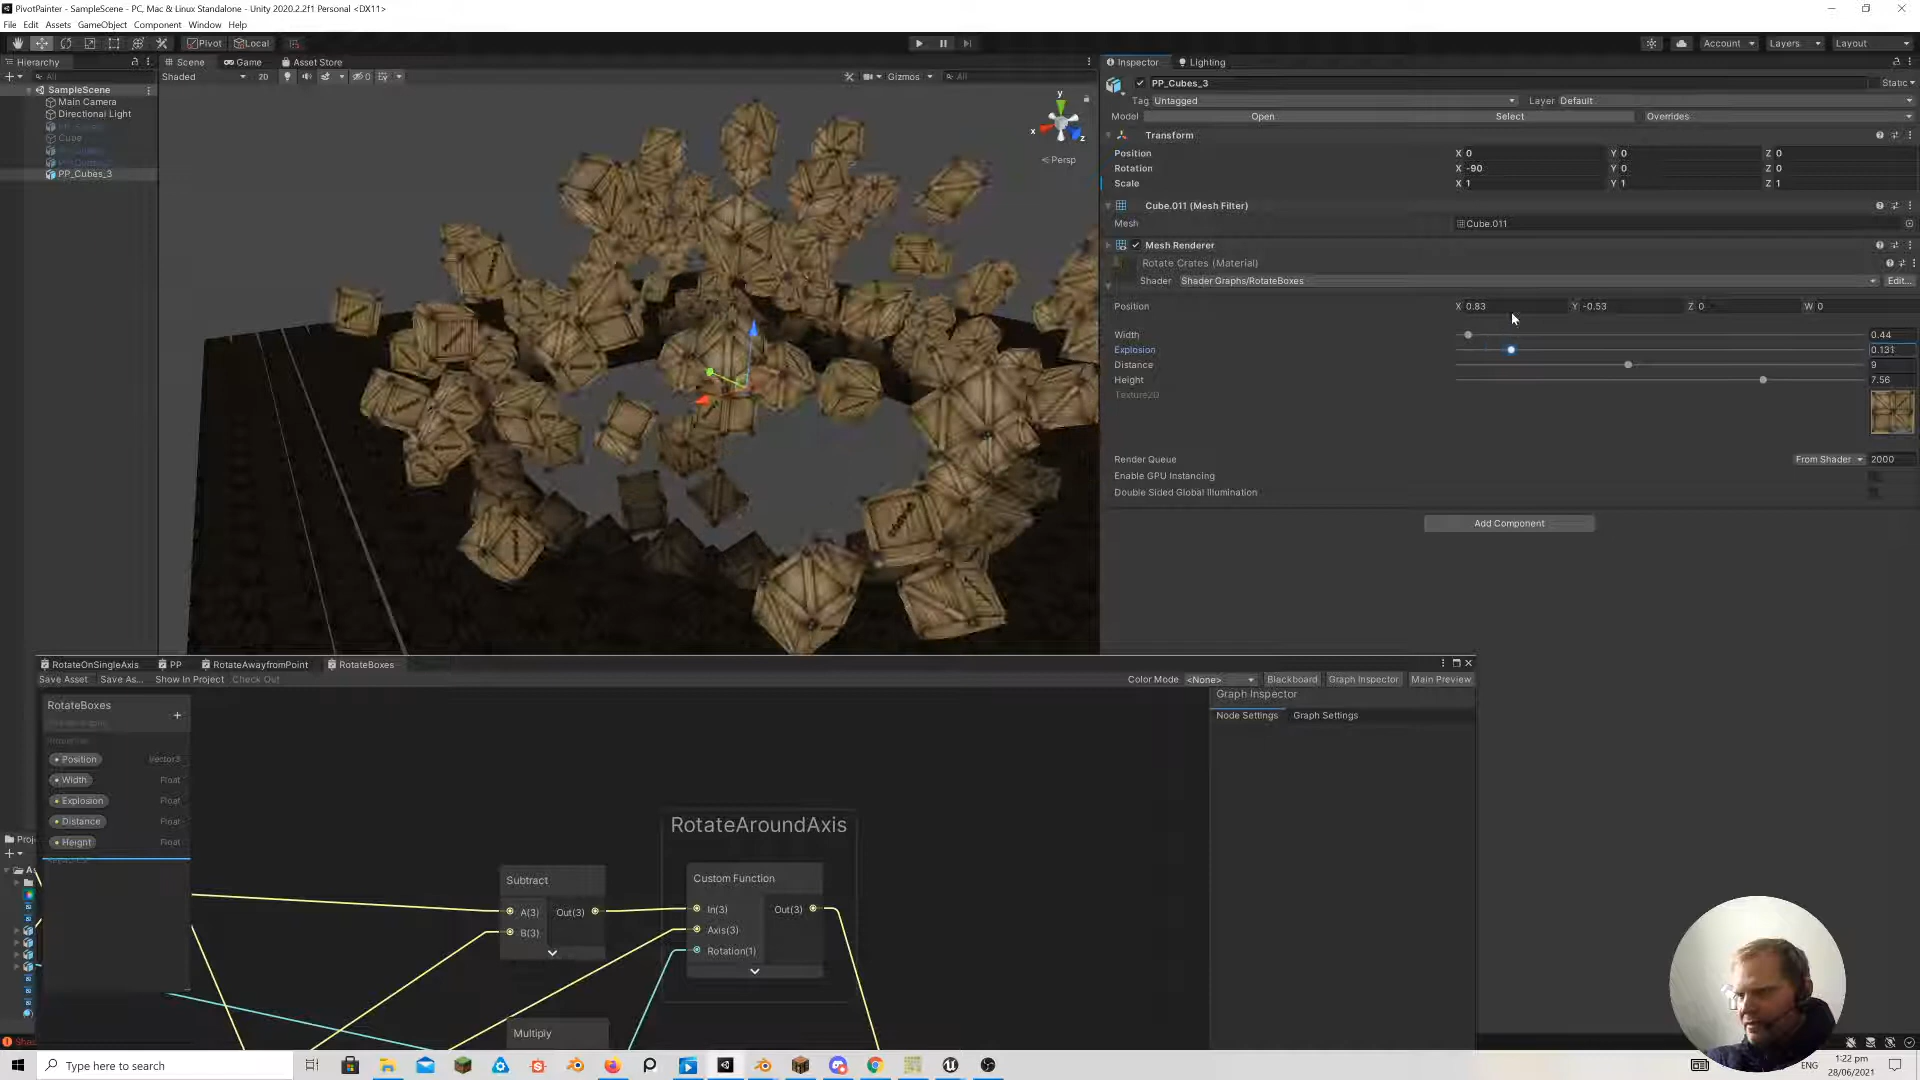 PivotPainter - SampleScene - PC, Mac & Linux Standalone - Unity 2020.2.2f1 Personal <DX11>
File Edit Assets GameObject Component Window Help
Pivot Local
Account Layers Layout
Hierarchy
All
SampleScene
Main Camera
Directional Light
Cube
PP_Cubes_3
Scene Game Asset Store
Shaded 2D 0 Gizmos All
y
x
z
< Persp
Inspector Lighting
PP_Cubes_3 Static
Tag Untagged Layer Default
Model Open Select Overrides
Transform
Position X 0 Y 0 Z 0
Rotation X -90 Y 0 Z 0
Scale X 1 Y 1 Z 1
Cube.011 (Mesh Filter)
Mesh Cube.011
Mesh Renderer
Rotate Crates (Material)
Shader Shader Graphs/RotateBoxes Edit...
Position X 0.83 Y -0.53 Z 0 W 0
Width 0.44
Explosion 0.131
Distance 9
Height 7.56
Texture2D
Render Queue From Shader 2000
Enable GPU Instancing
Double Sided Global Illumination
Add Component
RotateOnSingleAxis PP RotateAwayfromPoint RotateBoxes
Save Asset Save As... Show In Project Check Out Color Mode <None> Blackboard Graph Inspector Main Preview
RotateBoxes
Position Vector3
Width Float
Explosion Float
Distance Float
Height Float
RotateAroundAxis
Subtract
A(3) Out(3)
B(3)
Custom Function
In(3) Out(3)
Axis(3)
Rotation(1)
Multiply
Graph Inspector
Node Settings Graph Settings
Proj
As
Type here to search
ENG
1:22 pm
28/06/2021